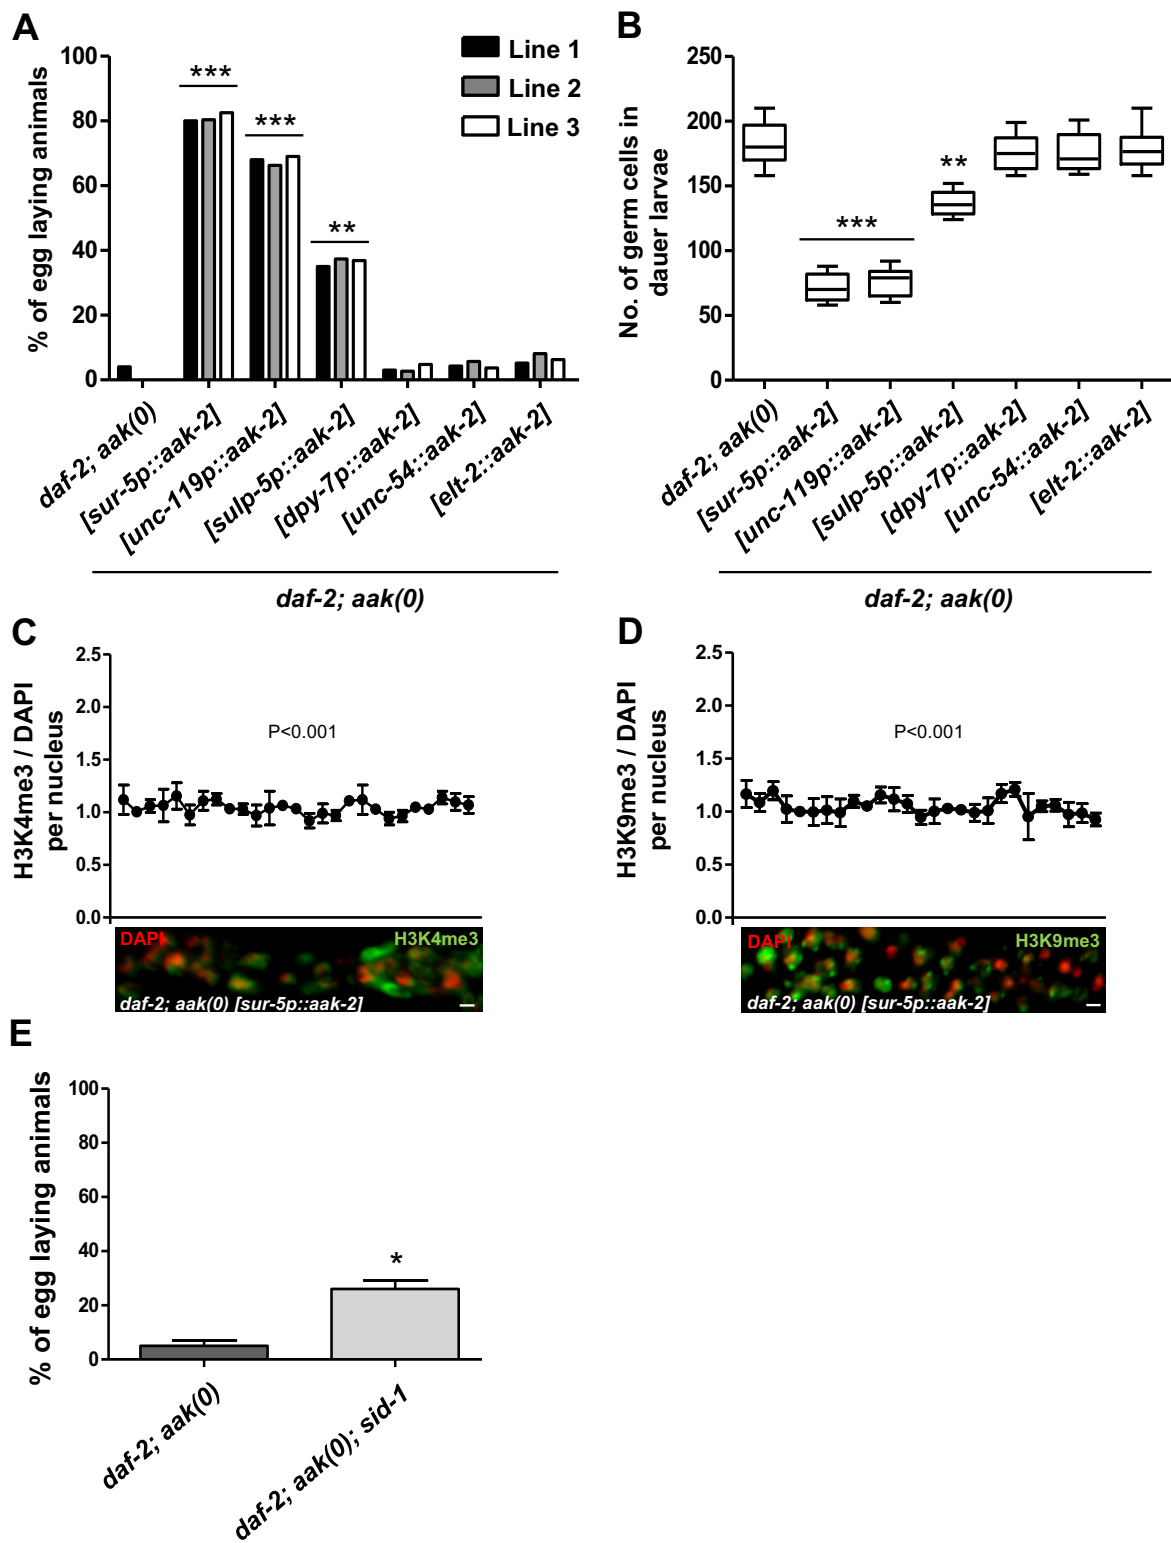 A
% of egg laying animals
100
80
60
40
20
0
***
***
**
Line 1
Line 2
Line 3
daf-2; aak(0)
[sur-5p::aak-2]
[unc-119p::aak-2]
[sulp-5p::aak-2]
[dpy-7p::aak-2]
[unc-54::aak-2]
[elt-2::aak-2]
daf-2; aak(0)
B
No. of germ cells in
dauer larvae
250
200
150
100
50
0
***
**
daf-2; aak(0)
[sur-5p::aak-2]
[unc-119p::aak-2]
[sulp-5p::aak-2]
[dpy-7p::aak-2]
[unc-54::aak-2]
[elt-2::aak-2]
daf-2; aak(0)
C
H3K4me3 / DAPI
per nucleus
2.5
2.0
1.5
1.0
0.5
0.0
P<0.001
DAPI
H3K4me3
daf-2; aak(0) [sur-5p::aak-2]
D
H3K9me3 / DAPI
per nucleus
2.5
2.0
1.5
1.0
0.5
0.0
P<0.001
DAPI
H3K9me3
daf-2; aak(0) [sur-5p::aak-2]
E
% of egg laying animals
100
80
60
40
20
0
*
daf-2; aak(0)
daf-2; aak(0); sid-1